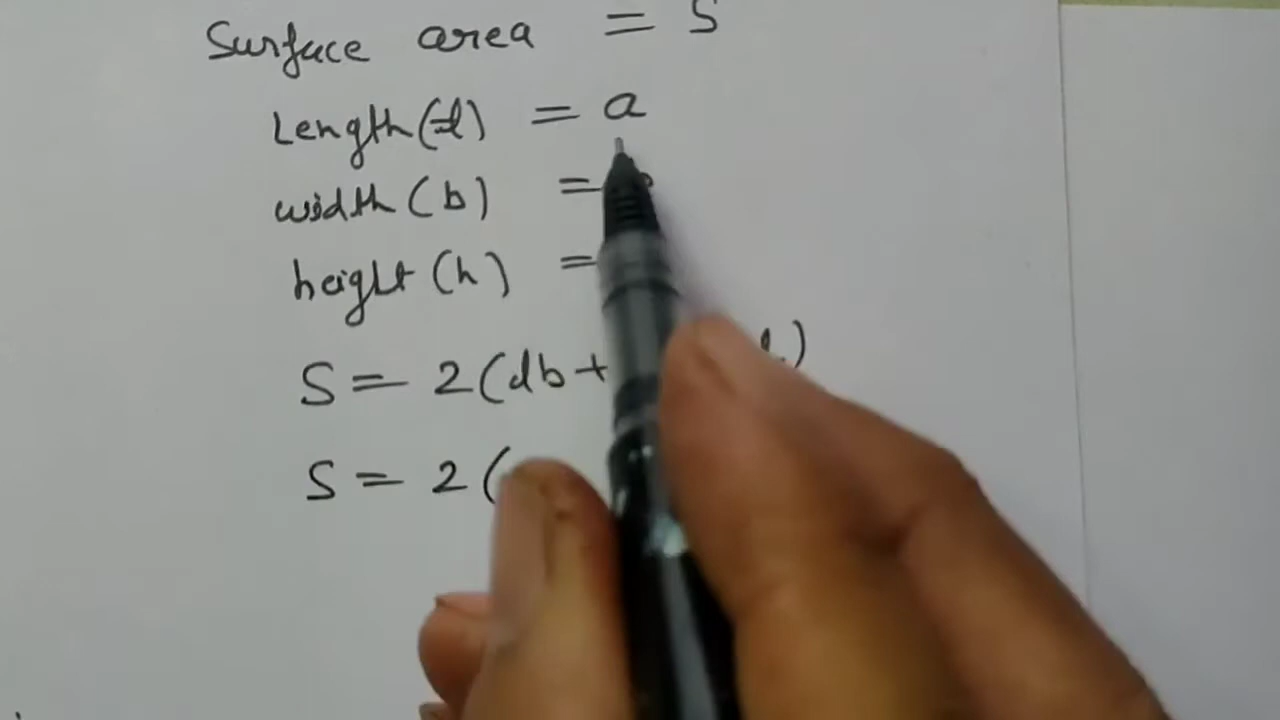 Surface area = S
Length(l) = a
width (b) =
height (h) =
S = 2(lb+ )
S = 2(